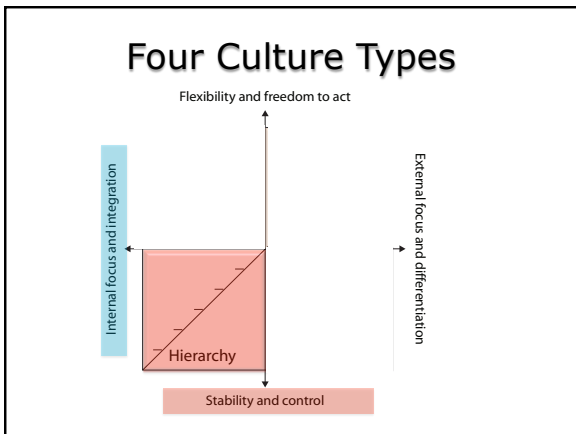 Four Culture Types
Flexibility and freedom to act
Internal focus and integration
External focus and differentiation
Hierarchy
Stability and control